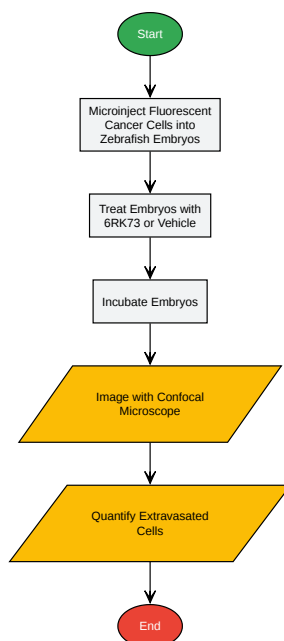 Start
Microinject Fluorescent
Cancer Cells into
Zebrafish Embryos
Treat Embryos with
6RK73 or Vehicle
Incubate Embryos
Image with Confocal
Microscope
Quantify Extravasated
Cells
End